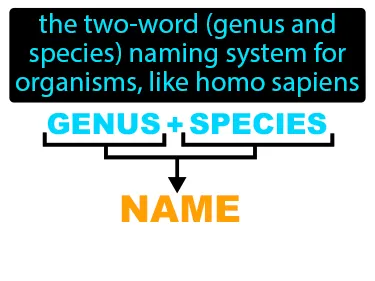 the two-word (genus and
species) naming system for
organisms, like homo sapiens
GENUS + SPECIES
NAME